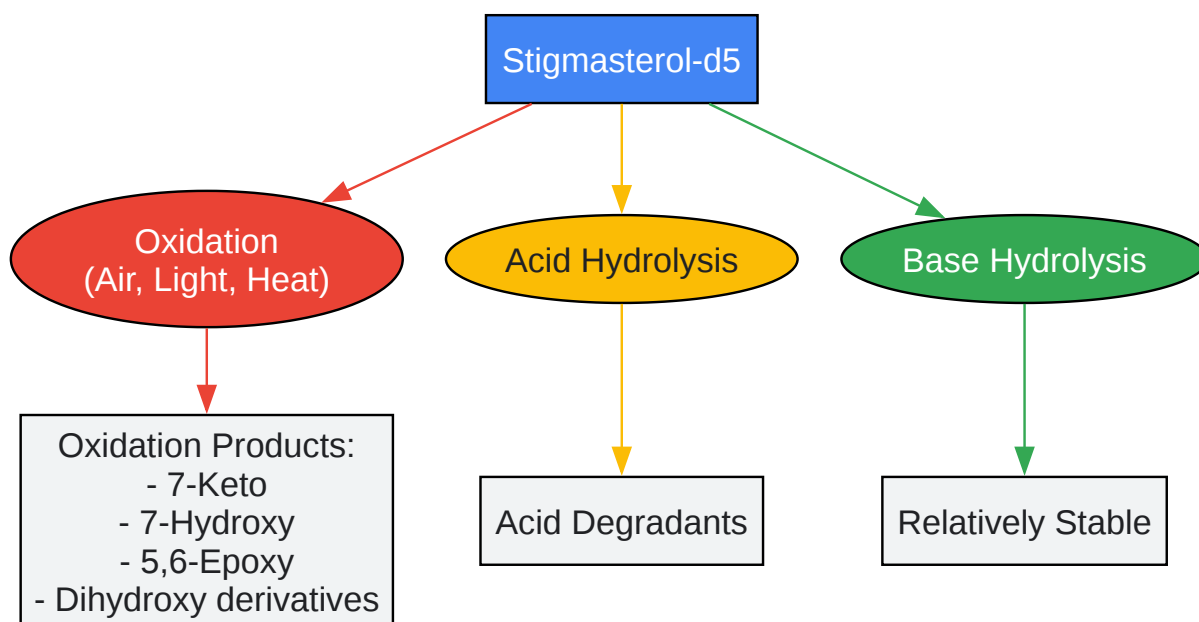 Stigmasterol-d5
Oxidation
(Air, Light, Heat)
Acid Hydrolysis
Base Hydrolysis
Oxidation Products:
- 7-Keto
- 7-Hydroxy
- 5,6-Epoxy
- Dihydroxy derivatives
Acid Degradants
Relatively Stable